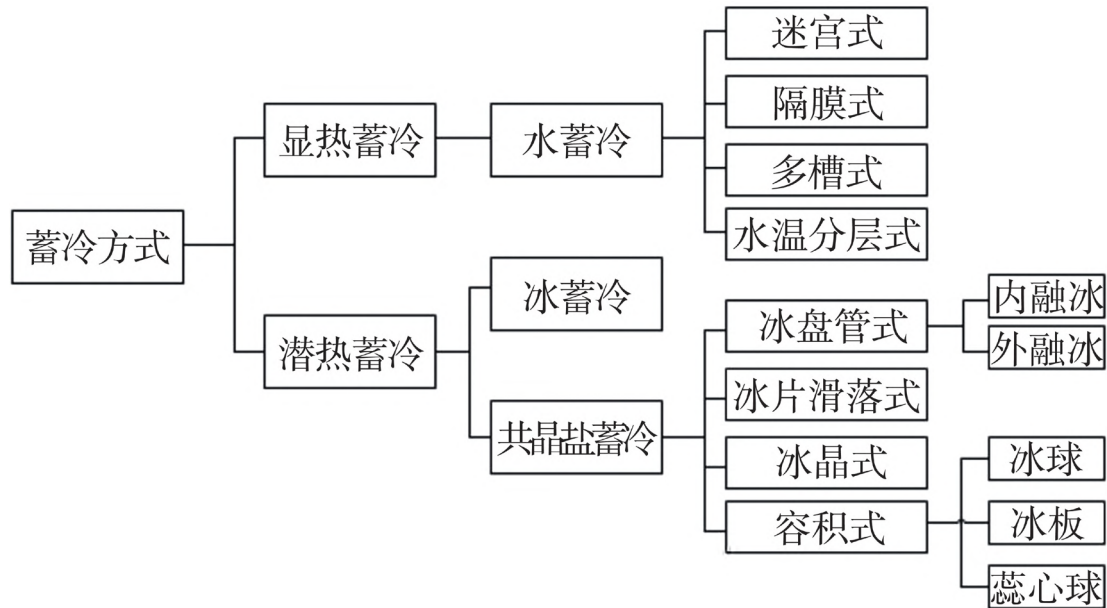 蓄冷方式
显热蓄冷
水蓄冷
迷宫式
隔膜式
多槽式
水温分层式
潜热蓄冷
冰蓄冷
共晶盐蓄冷
冰盘管式
内融冰
外融冰
冰片滑落式
冰晶式
容积式
冰球
冰板
蕊心球